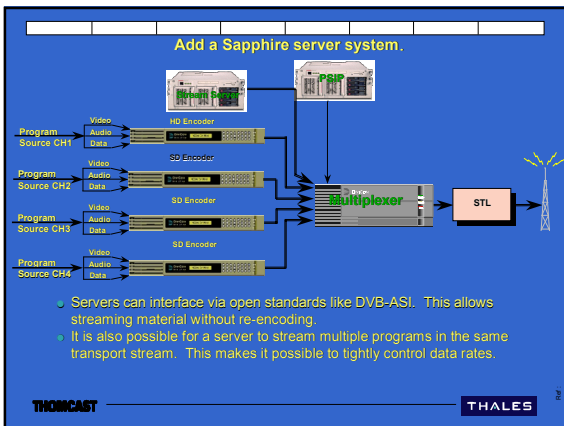 Add a Sapphire server system.
Stream Server
PSIP
Video
HD Encoder
Program
Source CH1
Audio
Data
Video
SD Encoder
Program
Source CH2
Audio
Data
Multiplexer
STL
Video
SD Encoder
Program
Source CH3
Audio
Data
Video
SD Encoder
Program
Source CH4
Audio
Data
Servers can interface via open standards like DVB-ASI. This allows
streaming material without re-encoding.
It is also possible for a server to stream multiple programs in the same
transport stream. This makes it possible to tightly control data rates.
THOMCAST
THALES
Ref.: